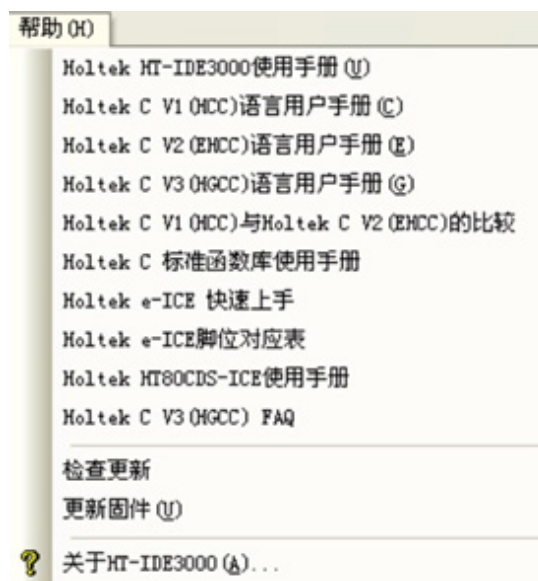 帮助(H)
Holtek HT-IDE3000使用手册(U)
Holtek C V1(HCC)语言用户手册(C)
Holtek C V2(EHCC)语言用户手册(E)
Holtek C V3(HGCC)语言用户手册(G)
Holtek C V1(HCC)与Holtek C V2(EHCC)的比较
Holtek C 标准函数库使用手册
Holtek e-ICE 快速上手
Holtek e-ICE脚位对应表
Holtek HT80CDS-ICE使用手册
Holtek C V3(HGCC) FAQ
检查更新
更新固件(U)
关于HT-IDE3000(A)...